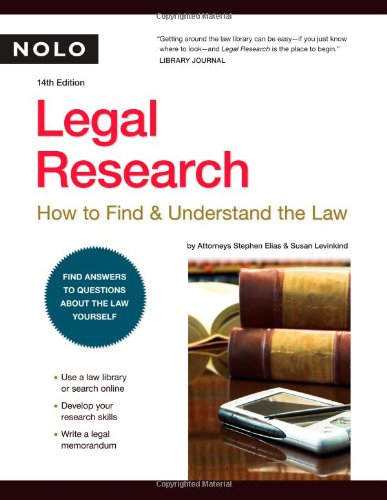 Copyrighted Material
NOLO
"Getting around the law library can be easy—if you just know
where to look—and Legal Research is the place to begin."
LIBRARY JOURNAL
14th Edition
Legal
Research
How to Find & Understand the Law
by Attorneys Stephen Elias & Susan Levinkind
FIND ANSWERS
TO QUESTIONS
ABOUT THE LAW
YOURSELF
• Use a law library
or search online
• Develop your
research skills
• Write a legal
memorandum
Copyrighted Material